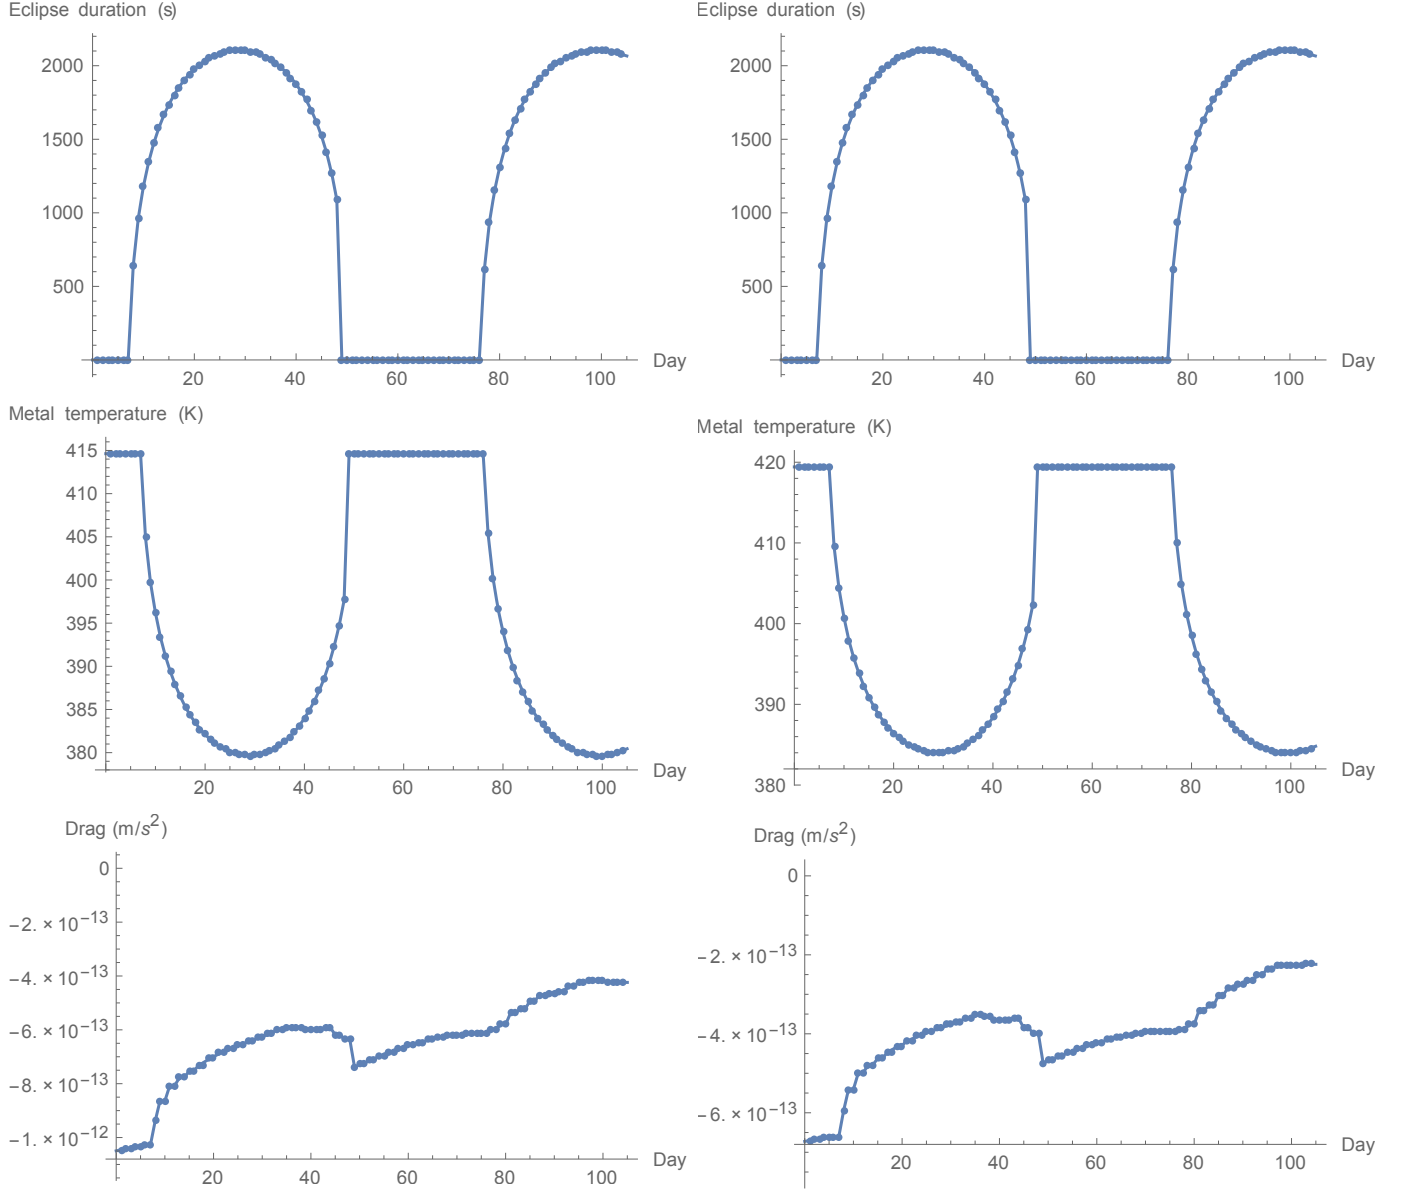 Eclipse duration (s)
2000
1500
1000
500
20 40 60 80 100
Day
Eclipse duration (s)
2000
1500
1000
500
20 40 60 80 100
Day
Metal temperature (K)
415
410
405
400
395
390
385
380
20 40 60 80 100
Day
Metal temperature (K)
420
410
400
390
380
20 40 60 80 100
Day
Drag (m/s²)
0
−2. × 10⁻¹³
−4. × 10⁻¹³
−6. × 10⁻¹³
−8. × 10⁻¹³
−1. × 10⁻¹²
20 40 60 80 100
Day
Drag (m/s²)
0
−2. × 10⁻¹³
−4. × 10⁻¹³
−6. × 10⁻¹³
20 40 60 80 100
Day